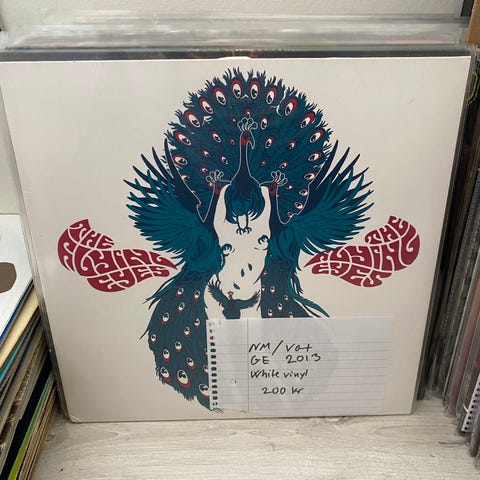 THE
FLYING
EYES
THE
FLYING
EYES
NM/VG+
GE 2013
White vinyl
200 kr